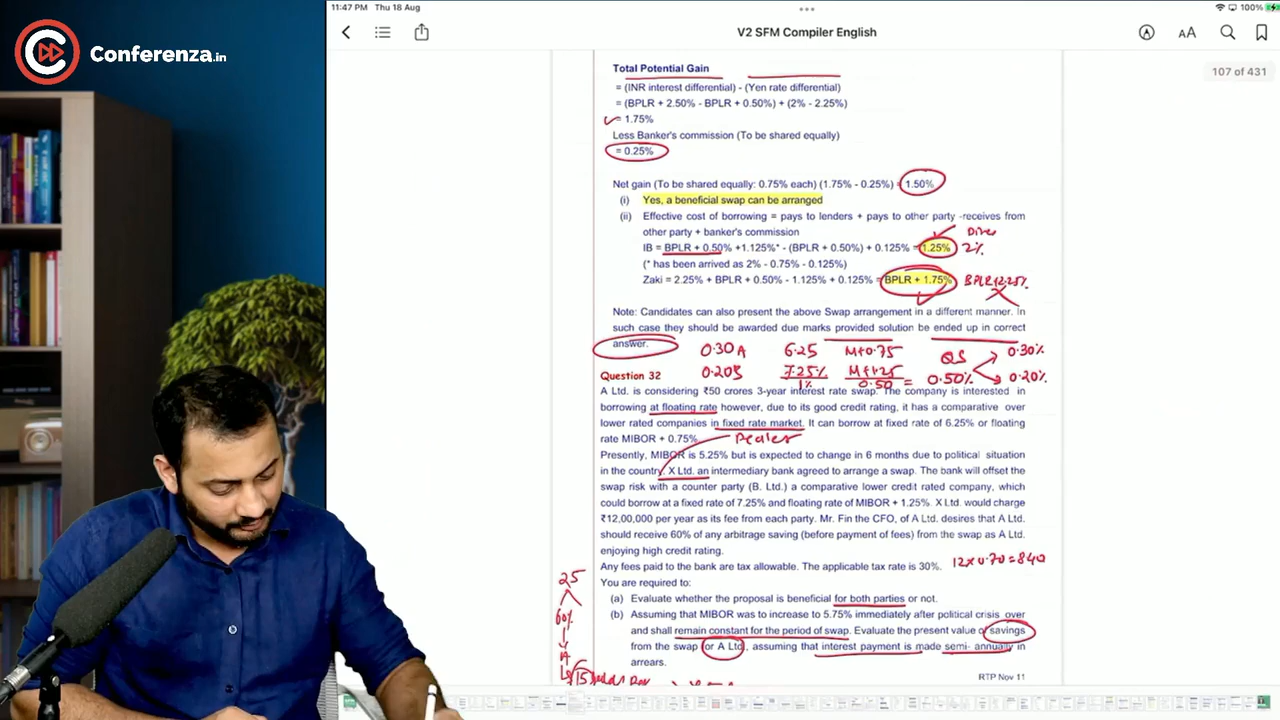 11:47 PM Thu 18 Aug
100%
Conferenza.in
V2 SFM Compiler English
AA
107 of 431
Total Potential Gain
= (INR interest differential) - (Yen rate differential)
= (BPLR + 2.50% - BPLR + 0.50%) + (2% - 2.25%)
= 1.75%
Less Banker's commission (To be shared equally)
= 0.25%
Net gain (To be shared equally: 0.75% each) (1.75% - 0.25%) = 1.50%
(i) Yes, a beneficial swap can be arranged
(ii) Effective cost of borrowing = pays to lenders + pays to other party -receives from
other party + banker's commission
IB = BPLR + 0.50% +1.125%* - (BPLR + 0.50%) + 0.125% = 1.25% 2%
(* has been arrived as 2% - 0.75% - 0.125%)
Zaki = 2.25% + BPLR + 0.50% - 1.125% + 0.125% = BPLR + 1.75% BPLR+2.25%
Note: Candidates can also present the above Swap arrangement in a different manner. In
such case they should be awarded due marks provided solution be ended up in correct
answer.
0.30 A 6.25 M+0.75 QS 0.30%
0.20B 7.25% M+1.25 0.50% 0.20%
1% 0.50 =
Question 32
A Ltd. is considering ₹50 crores 3-year interest rate swap. The company is interested in
borrowing at floating rate however, due to its good credit rating, it has a comparative over
lower rated companies in fixed rate market. It can borrow at fixed rate of 6.25% or floating
rate MIBOR + 0.75%. Dealer
Presently, MIBOR is 5.25% but is expected to change in 6 months due to political situation
in the country. X Ltd. an intermediary bank agreed to arrange a swap. The bank will offset the
swap risk with a counter party (B. Ltd.) a comparative lower credit rated company, which
could borrow at a fixed rate of 7.25% and floating rate of MIBOR + 1.25%. X Ltd. would charge
₹12,00,000 per year as its fee from each party. Mr. Fin the CFO, of A Ltd. desires that A Ltd.
should receive 60% of any arbitrage saving (before payment of fees) from the swap as A Ltd.
enjoying high credit rating.
Any fees paid to the bank are tax allowable. The applicable tax rate is 30%. 12x0.70=840
You are required to:
25
60%
A
(a) Evaluate whether the proposal is beneficial for both parties or not.
(b) Assuming that MIBOR was to increase to 5.75% immediately after political crisis over
and shall remain constant for the period of swap. Evaluate the present value of savings
from the swap for A Ltd., assuming that interest payment is made semi- annually in
arrears.
RTP Nov 11